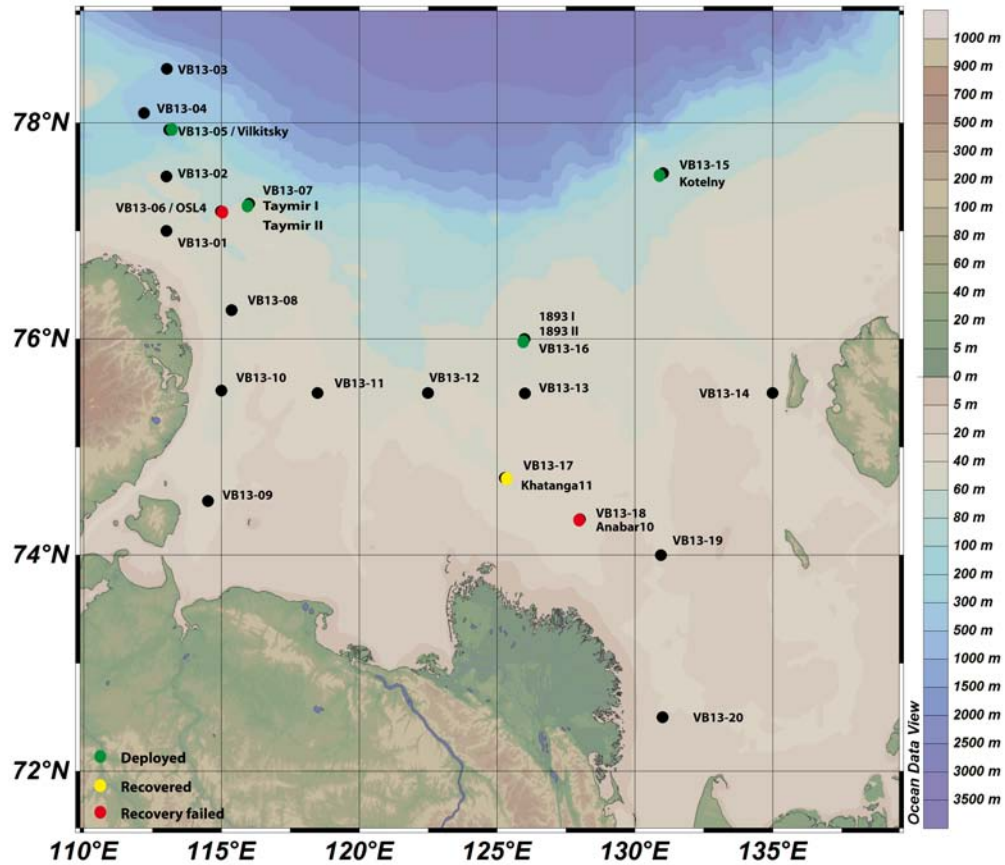 VB13-03
VB13-04
VB13-05 / Vilkitsky
VB13-02
VB13-07
Taymir I
Taymir II
VB13-06 / OSL4
VB13-01
VB13-15
Kotelny
VB13-08
1893 I
1893 II
VB13-16
VB13-10
VB13-11
VB13-12
VB13-13
VB13-14
VB13-17
Khatanga11
VB13-09
VB13-18
Anabar10
VB13-19
VB13-20
Deployed
Recovered
Recovery failed
78°N
76°N
74°N
72°N
110°E
115°E
120°E
125°E
130°E
135°E
Ocean Data View
1000 m
900 m
700 m
500 m
300 m
200 m
100 m
80 m
60 m
40 m
20 m
5 m
0 m
5 m
20 m
40 m
60 m
80 m
100 m
200 m
300 m
500 m
1000 m
1500 m
2000 m
2500 m
3000 m
3500 m